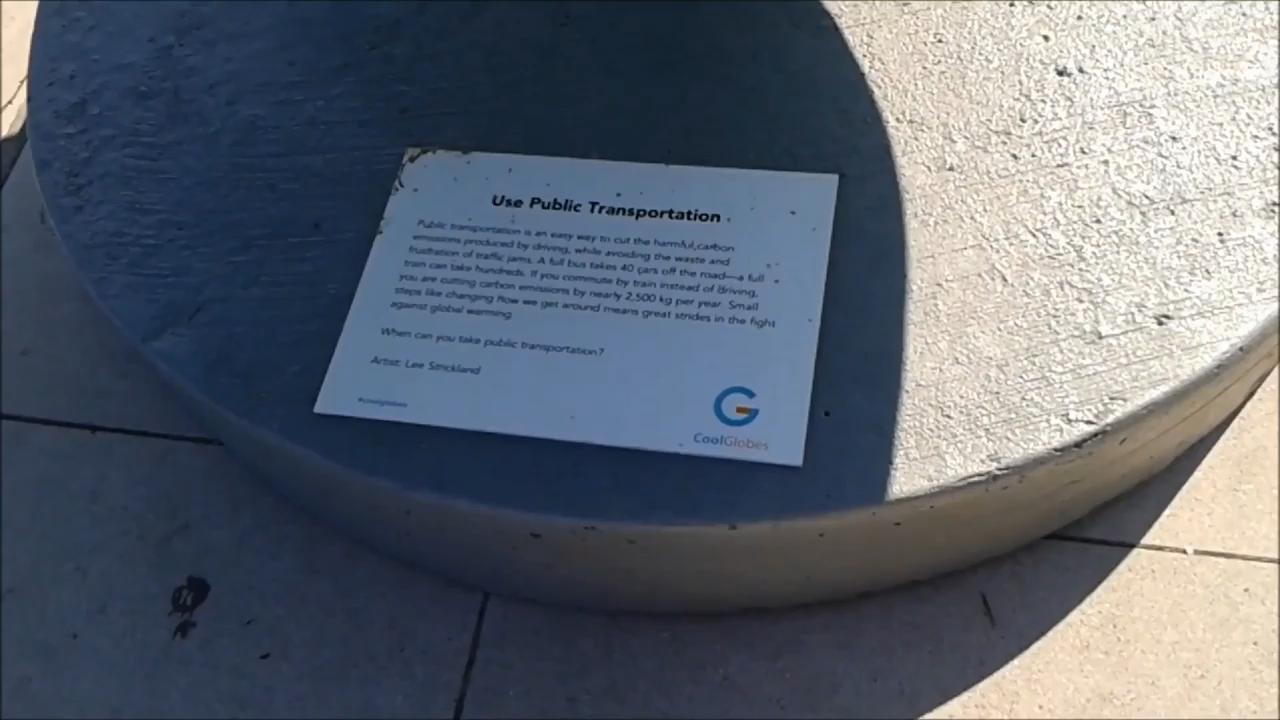 Use Public Transportation
Public transportation is an easy way to cut the harmful carbon
emissions produced by driving, while avoiding the waste and
frustration of traffic jams. A full bus takes 40 cars off the road—a full
train can take hundreds. If you commute by train instead of driving,
you are cutting carbon emissions by nearly 2,500 kg per year. Small
steps like changing how we get around means great strides in the fight
against global warming.
When can you take public transportation?
Artist: Lee Strickland
#coolglobes
G
CoolGlobes